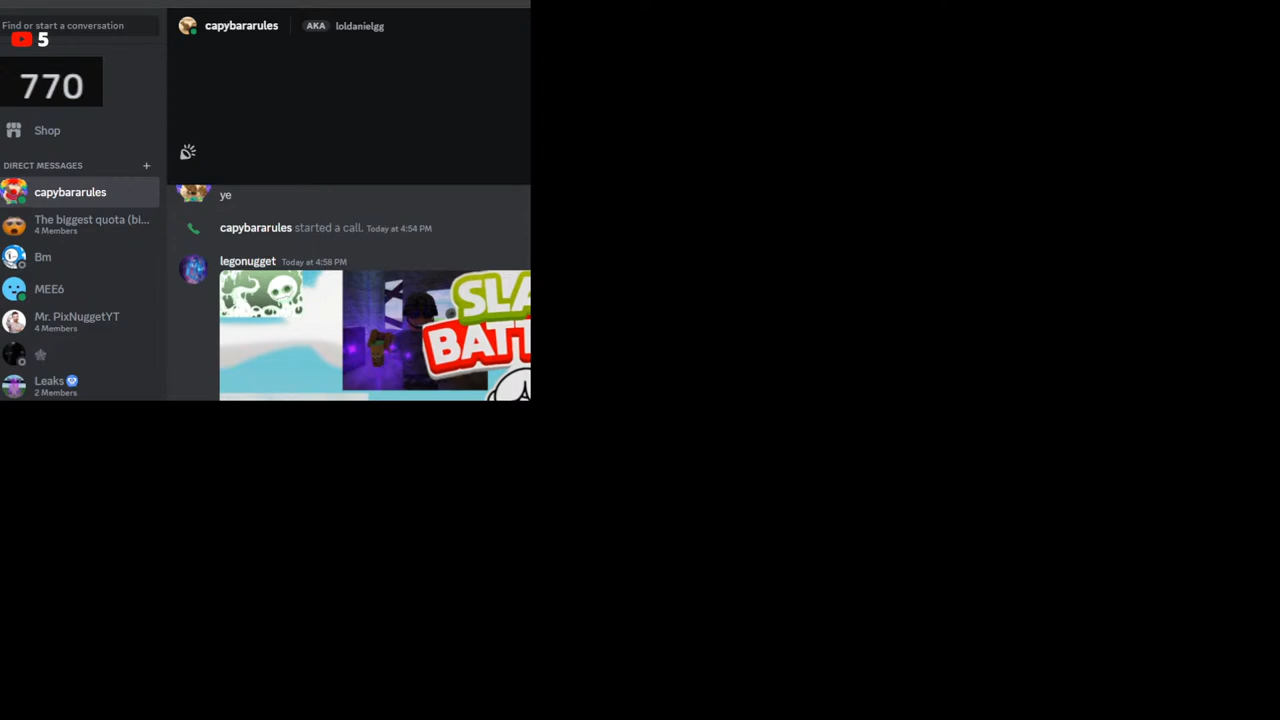 Find or start a conversation
5
770
Shop
DIRECT MESSAGES
capybararules
The biggest quota (bi...
4 Members
Bm
MEE6
Mr. PixNuggetYT
4 Members
Leaks
2 Members
capybararules AKA loldanielgg
ye
capybararules started a call. Today at 4:54 PM
legonugget Today at 4:58 PM
SLA
BATT